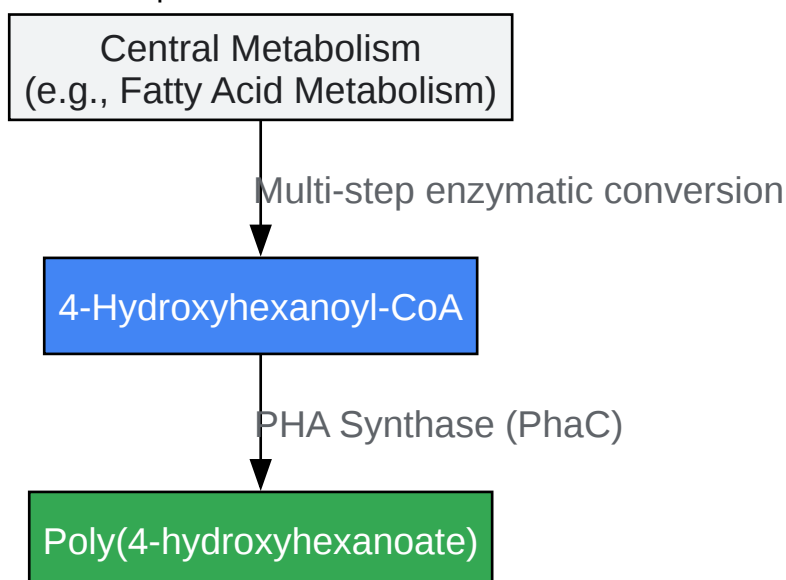 Central Metabolism
(e.g., Fatty Acid Metabolism)
Multi-step enzymatic conversion
4-Hydroxyhexanoyl-CoA
PHA Synthase (PhaC)
Poly(4-hydroxyhexanoate)